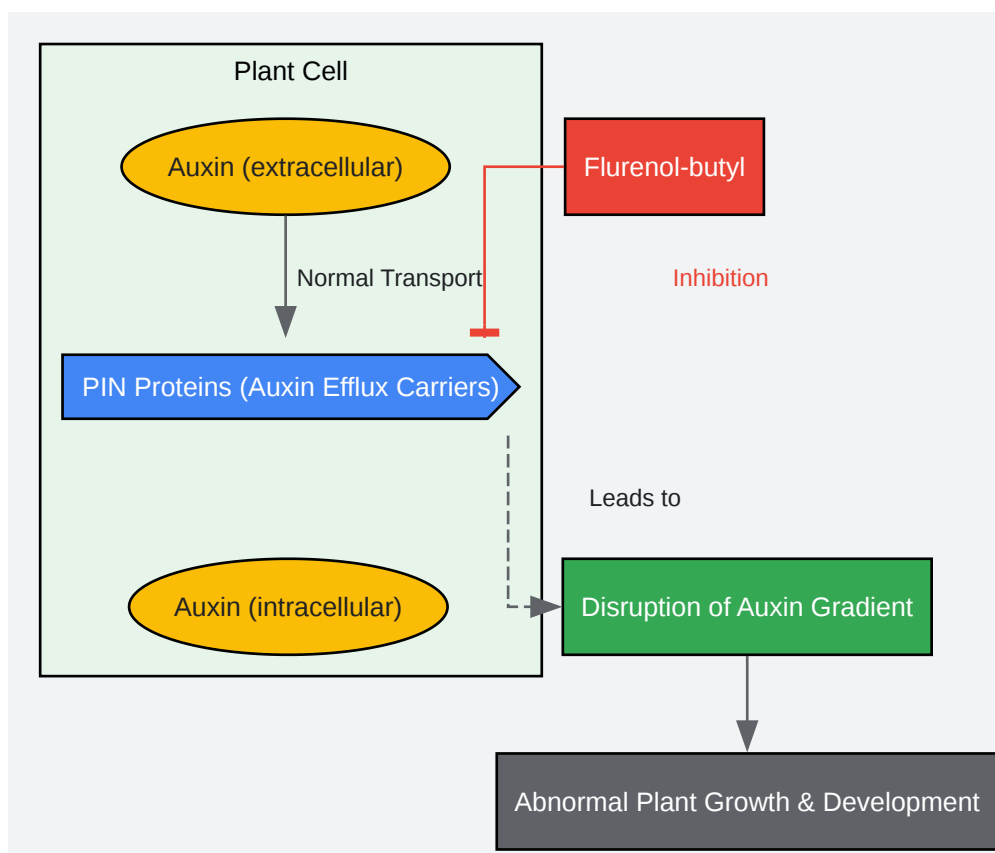 Plant Cell
Auxin (extracellular)
Flurenol-butyl
Normal Transport
Inhibition
PIN Proteins (Auxin Efflux Carriers)
Leads to
Auxin (intracellular)
Disruption of Auxin Gradient
Abnormal Plant Growth & Development